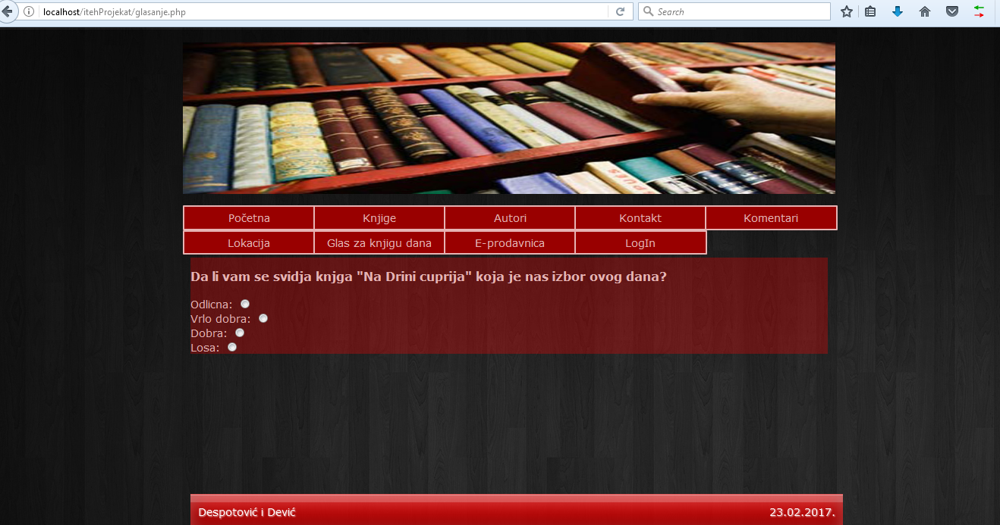 localhost/itehProjekat/glasanje.php
Search
Početna Knjige Autori Kontakt Komentari
Lokacija Glas za knjigu dana E-prodavnica LogIn
Da li vam se svidja knjga "Na Drini cuprija" koja je nas izbor ovog dana?
Odlicna:
Vrlo dobra:
Dobra:
Losa:
Despotović i Dević 23.02.2017.